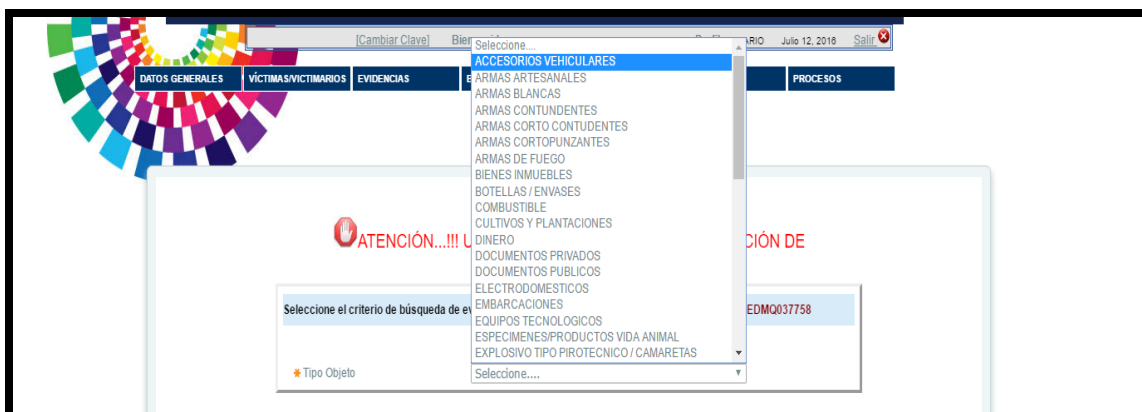 [Cambiar Clave] Julio 12, 2016 Salir
DATOS GENERALES VÍCTIMAS/VICTIMARIOS EVIDENCIAS PROCESOS
Seleccione....
ACCESORIOS VEHICULARES
ARMAS ARTESANALES
ARMAS BLANCAS
ARMAS CONTUNDENTES
ARMAS CORTO CONTUDENTES
ARMAS CORTOPUNZANTES
ARMAS DE FUEGO
BIENES INMUEBLES
BOTELLAS / ENVASES
COMBUSTIBLE
CULTIVOS Y PLANTACIONES
DINERO
DOCUMENTOS PRIVADOS
DOCUMENTOS PUBLICOS
ELECTRODOMESTICOS
EMBARCACIONES
EQUIPOS TECNOLOGICOS
ESPECIMENES/PRODUCTOS VIDA ANIMAL
EXPLOSIVO TIPO PIROTECNICO / CAMARETAS
ATENCIÓN...!!! DE
Seleccione el criterio de búsqueda de EDMQ037758
* Tipo Objeto Seleccione....